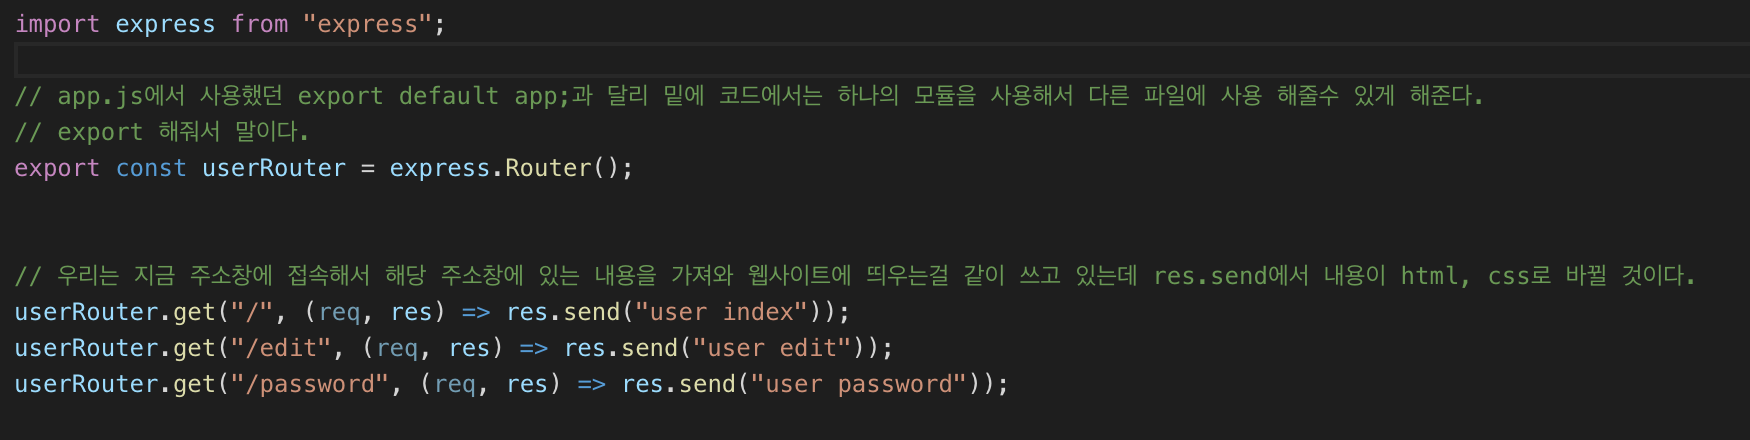 import express from "express";
// app.js에서 사용했던 export default app;과 달리 밑에 코드에서는 하나의 모듈을 사용해서 다른 파일에 사용 해줄수 있게 해준다.
// export 해줘서 말이다.
export const userRouter = express.Router();
// 우리는 지금 주소창에 접속해서 해당 주소창에 있는 내용을 가져와 웹사이트에 띄우는걸 같이 쓰고 있는데 res.send에서 내용이 html, css로 바뀔 것이다.
userRouter.get("/", (req, res) => res.send("user index"));
userRouter.get("/edit", (req, res) => res.send("user edit"));
userRouter.get("/password", (req, res) => res.send("user password"));